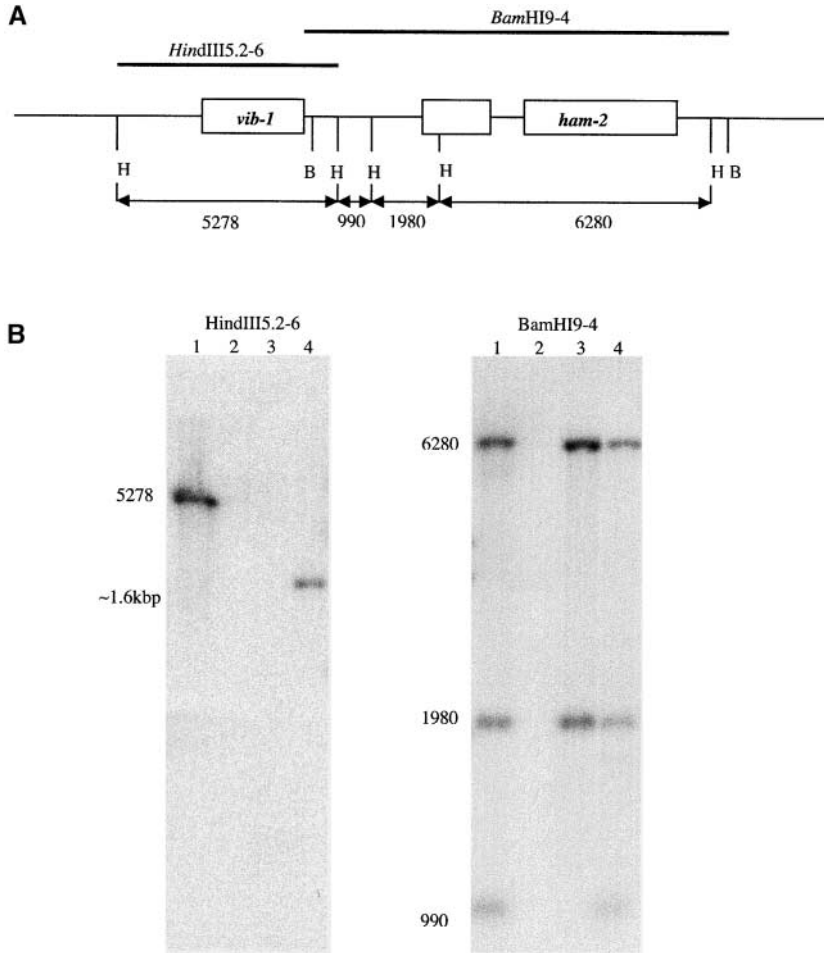 A
BamHI9-4
HindIII5.2-6
vib-1
ham-2
H B H H H H B
5278 990 1980 6280
B
HindIII5.2-6
1 2 3 4
5278
~1.6kbp
BamHI9-4
1 2 3 4
6280
1980
990